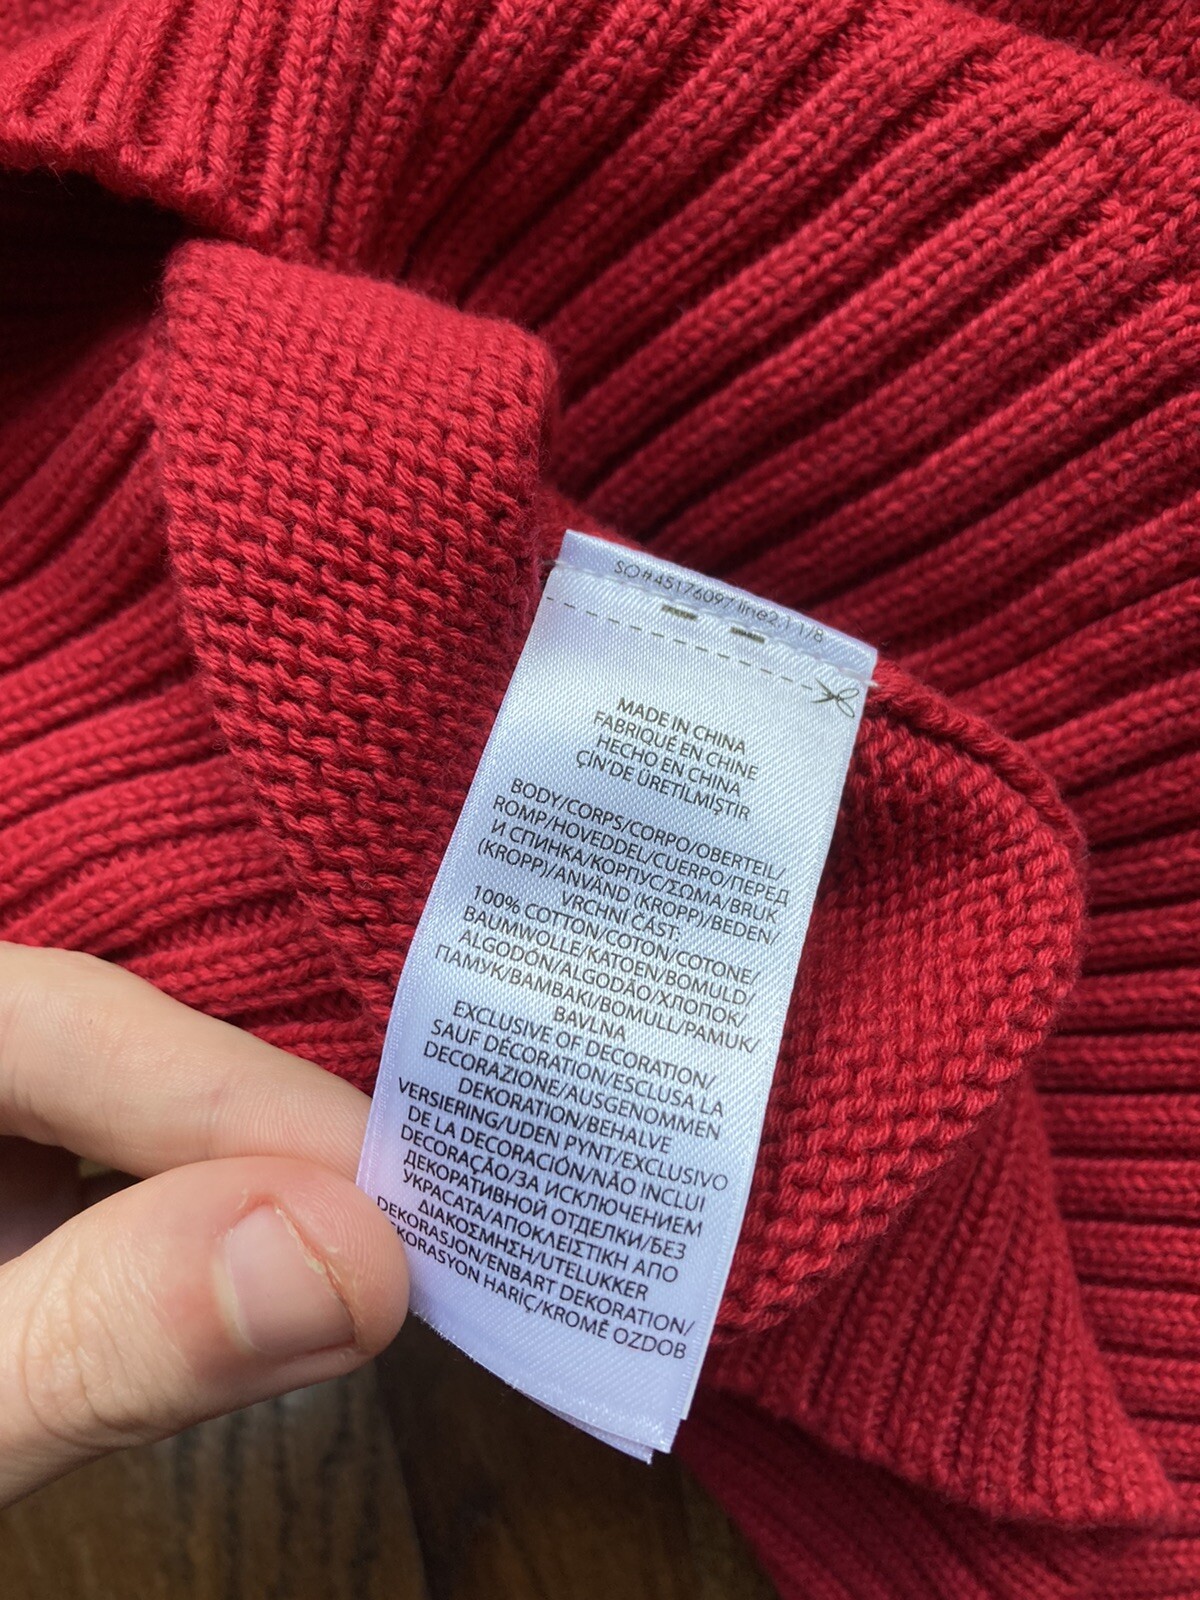 SO#4517609/ line2-1 1/8
MADE IN CHINA
FABRIQUÉ EN CHINE
HECHO EN CHINA
ÇİN'DE ÜRETİLMİŞTİR
BODY/CORPS/CORPO/OBERTEIL/
ROMP/HOVEDDEL/CUERPO/ПЕРЕД
И СПИНКА/КОРПУС/ΣΩΜΑ/BRUK
(KROPP)/ANVÄND (KROPP)/BEDEN/
VRCHNÍ ČÁST.
100% COTTON/COTON/COTONE/
BAUMWOLLE/KATOEN/BOMULD/
ALGODÓN/ALGODÃO/ХЛОПОК/
ПАМУК/ΒΑΜΒΑΚΙ/BOMULL/PAMUK/
BAVLNA
EXCLUSIVE OF DECORATION/
SAUF DÉCORATION/ESCLUSA LA
DECORAZIONE/AUSGENOMMEN
DEKORATION/BEHALVE
VERSIERING/UDEN PYNT/EXCLUSIVO
DE LA DECORACIÓN/NÃO INCLUI
DECORAÇÃO/ЗА ИСКЛЮЧЕНИЕМ
ДЕКОРАТИВНОЙ ОТДЕЛКИ/БЕЗ
УКРАСАТА/ΑΠΟΚΛΕΙΣΤΙΚΗ ΑΠΟ
ΔΙΑΚΟΣΜΗΣΗ/UTELUKKER
DEKORASJON/ENBART DEKORATION/
KORASYON HARİÇ/KROMĚ OZDOB